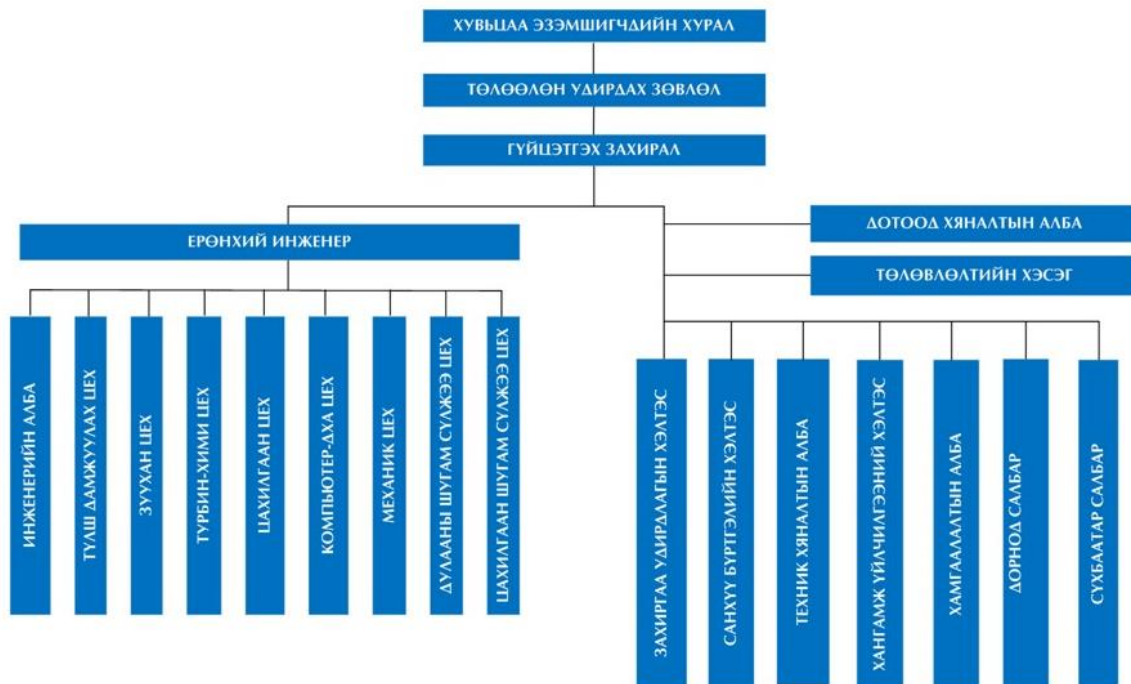 ХУВЬЦАА ЭЗЭМШИГЧДИЙН ХУРАЛ
ТӨЛӨӨЛӨН УДИРДАХ ЗӨВЛӨЛ
ГҮЙЦЭТГЭХ ЗАХИРАЛ
ЕРӨНХИЙ ИНЖЕНЕР
ДОТООД ХЯНАЛТЫН АЛБА
ТӨЛӨВЛӨЛТИЙН ХЭСЭГ
ИНЖЕНЕРИЙН АЛБА
ТҮЛШ ДАМЖУУЛАХ ЦЕХ
ЗУУХАН ЦЕХ
ТУРБИН-ХИМИ ЦЕХ
ЦАХИЛГААН ЦЕХ
КОМПЬЮТЕР-ДХА ЦЕХ
МЕХАНИК ЦЕХ
ДУЛААНЫ ШУГАМ СҮЛЖЭЭ ЦЕХ
ЦАХИЛГААН ШУГАМ СҮЛЖЭЭ ЦЕХ
ЗАХИРГАА УДИРДЛАГЫН ХЭЛТЭС
САНХҮҮ БҮРТГЭЛИЙН ХЭЛТЭС
ТЕХНИК ХЯНАЛТЫН АЛБА
ХАНГАМЖ ҮЙЛЧИЛГЭЭНИЙ ХЭЛТЭС
ХАМГААЛАЛТЫН АЛБА
ДОРНОД САЛБАР
СҮХБААТАР САЛБАР